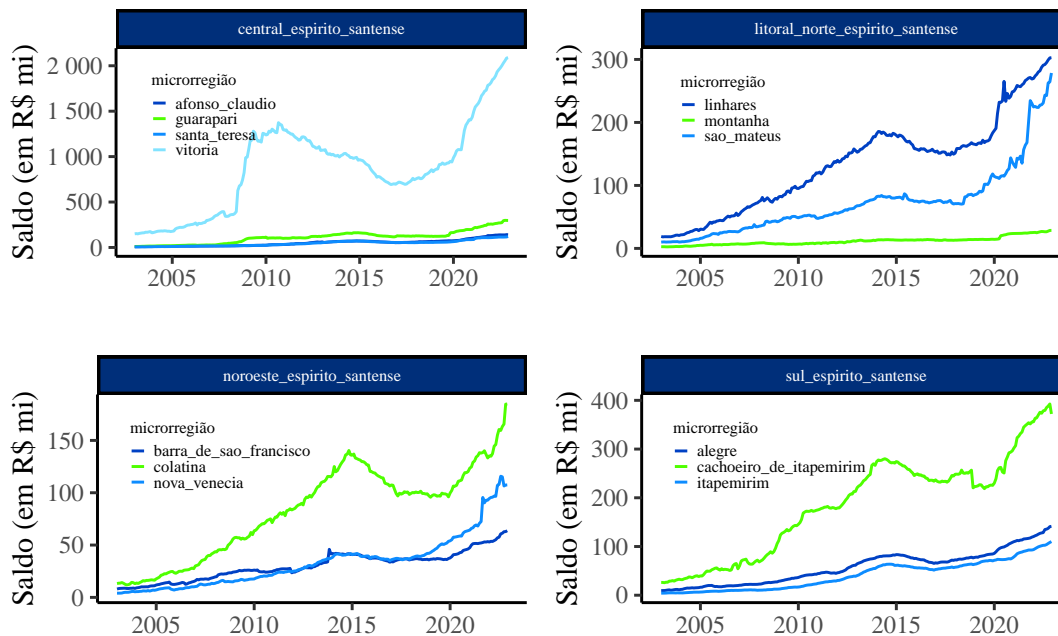 central_espirito_santense
Saldo (em R$ mi)
2 000
1 500
1 000
500
0
microrregião
afonso_claudio
guarapari
santa_teresa
vitoria
2005
2010
2015
2020
litoral_norte_espirito_santense
Saldo (em R$ mi)
300
200
100
0
microrregião
linhares
montanha
sao_mateus
2005
2010
2015
2020
noroeste_espirito_santense
Saldo (em R$ mi)
150
100
50
0
microrregião
barra_de_sao_francisco
colatina
nova_venecia
2005
2010
2015
2020
sul_espirito_santense
Saldo (em R$ mi)
400
300
200
100
0
microrregião
alegre
cachoeiro_de_itapemirim
itapemirim
2005
2010
2015
2020